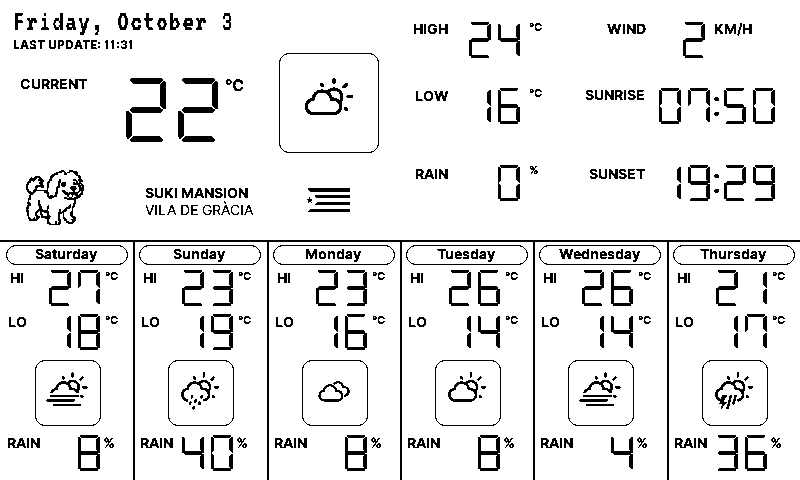 Friday, October 3
LAST UPDATE: 11:31
CURRENT 22 °C
HIGH 24 °C
LOW 16 °C
RAIN 0 %
WIND 2 KM/H
SUNRISE 07:50
SUNSET 19:29
SUKI MANSION
VILA DE GRÀCIA
Saturday
HI 27 °C
LO 18 °C
RAIN 8 %
Sunday
HI 23 °C
LO 19 °C
RAIN 40 %
Monday
HI 23 °C
LO 16 °C
RAIN 8 %
Tuesday
HI 26 °C
LO 14 °C
RAIN 8 %
Wednesday
HI 26 °C
LO 14 °C
RAIN 4 %
Thursday
HI 21 °C
LO 17 °C
RAIN 36 %